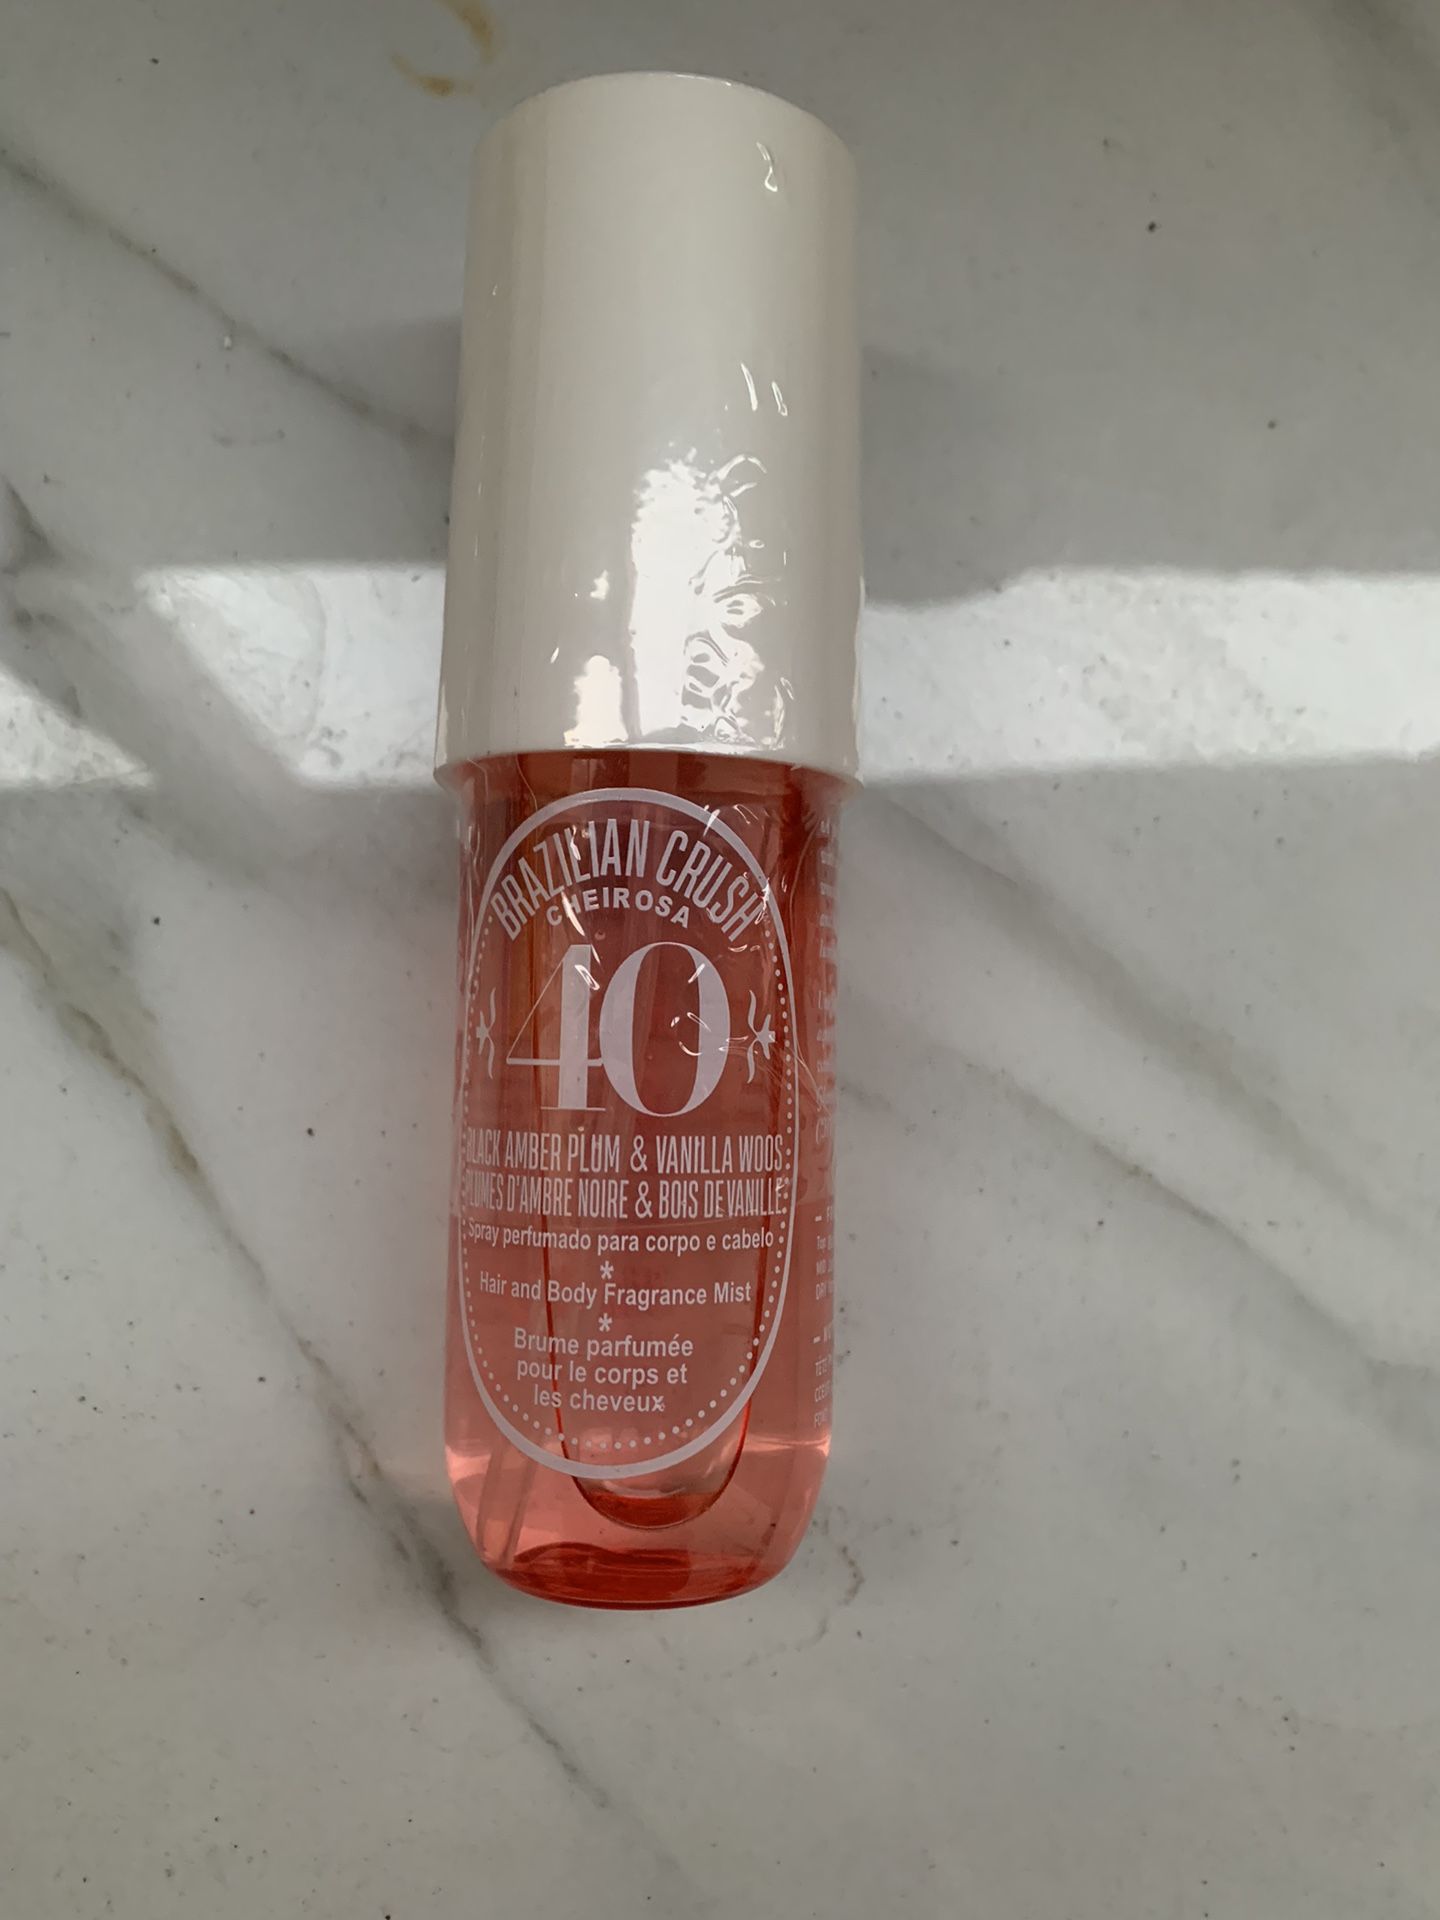 BRAZILIAN CRUSH
CHEIROSA
40
BLACK AMBER PLUM & VANILLA WOOS
PLUMES D'AMBRE NOIRE & BOIS DE VANILLE
Spray perfumado para corpo e cabelo
*
Hair and Body Fragrance Mist
*
Brume parfumée
pour le corps et
les cheveux